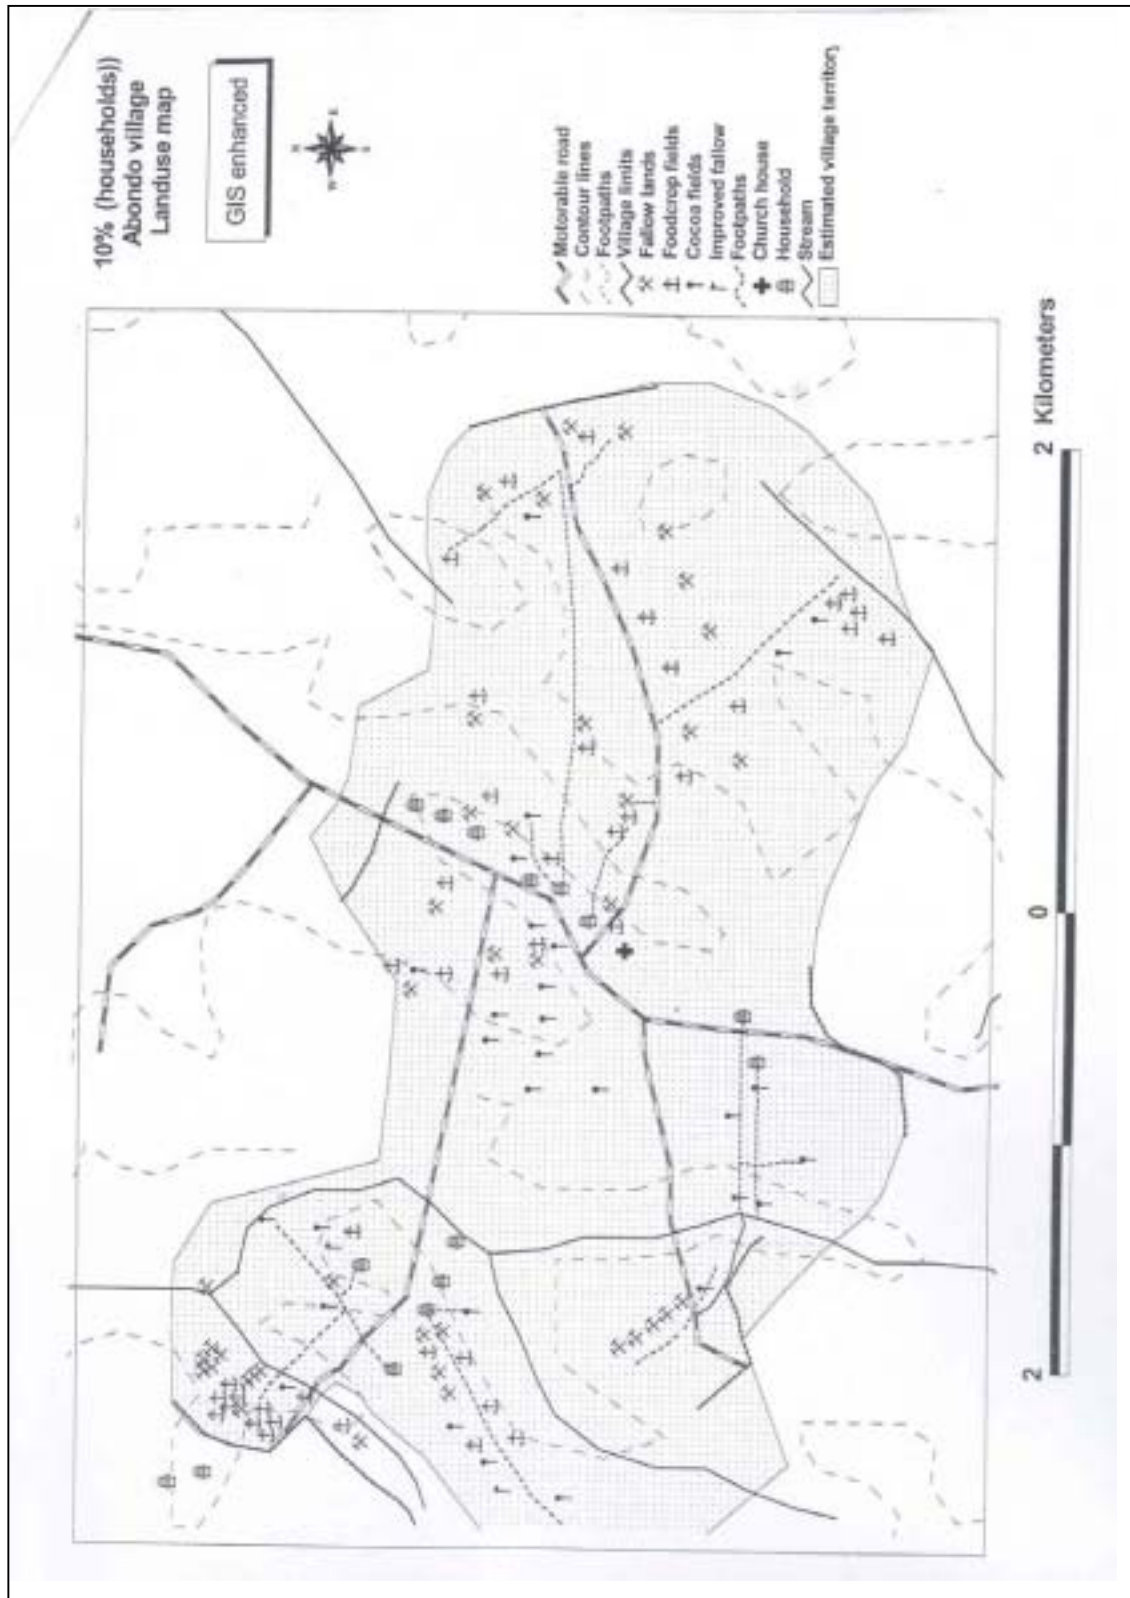 10% (households))
Abondo village
Landuse map
GIS enhanced
N
E
S
W
Motorable road
Contour lines
Footpaths
Village limits
Fallow lands
Foodcrop fields
Cocoa fields
Improved fallow
Footpaths
Church house
Household
Stream
Estimated village territory
2
0
2 Kilometers